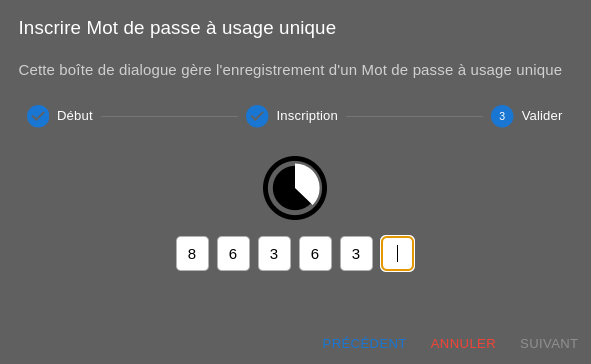 Inscrire Mot de passe à usage unique
Cette boîte de dialogue gère l'enregistrement d'un Mot de passe à usage unique
Début Inscription 3 Valider
8 6 3 6 3
PRÉCÉDENT ANNULER SUIVANT